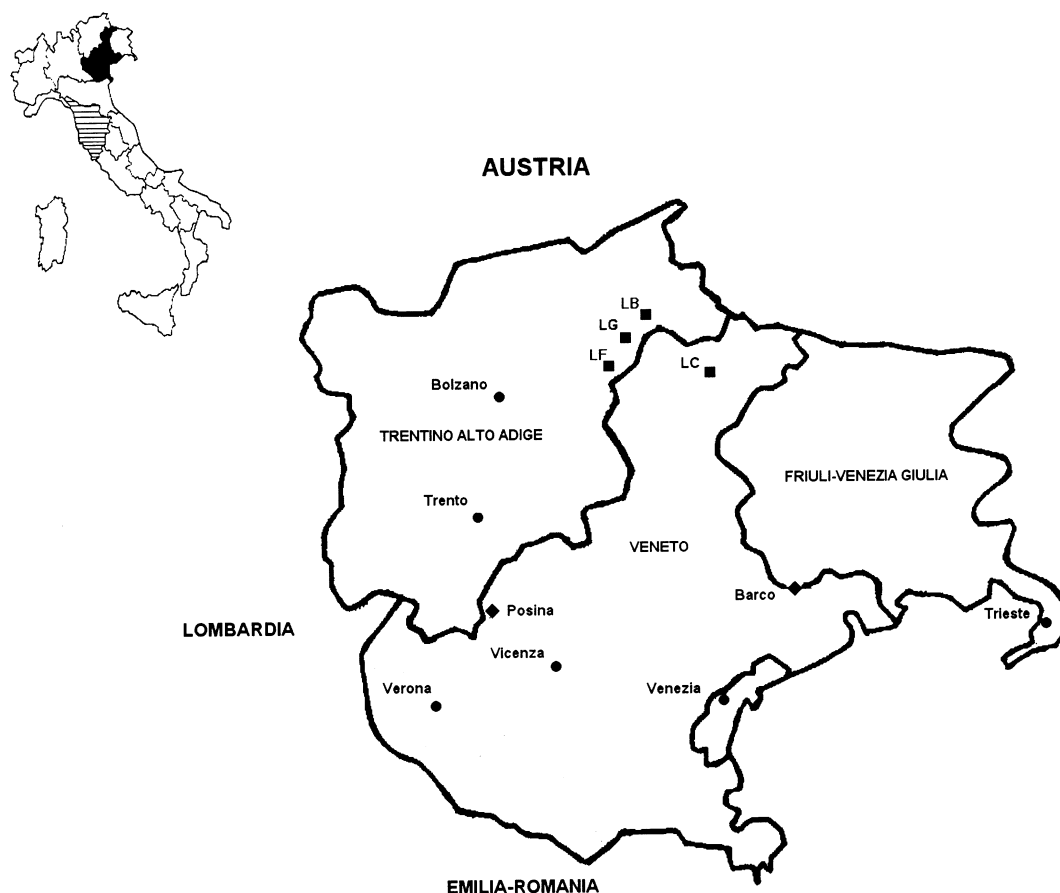 AUSTRIA
LB
LG
LF
LC
Bolzano
TRENTINO ALTO ADIGE
FRIULI-VENEZIA GIULIA
Trento
VENETO
Barco
Posina
Trieste
LOMBARDIA
Vicenza
Verona
Venezia
EMILIA-ROMANIA